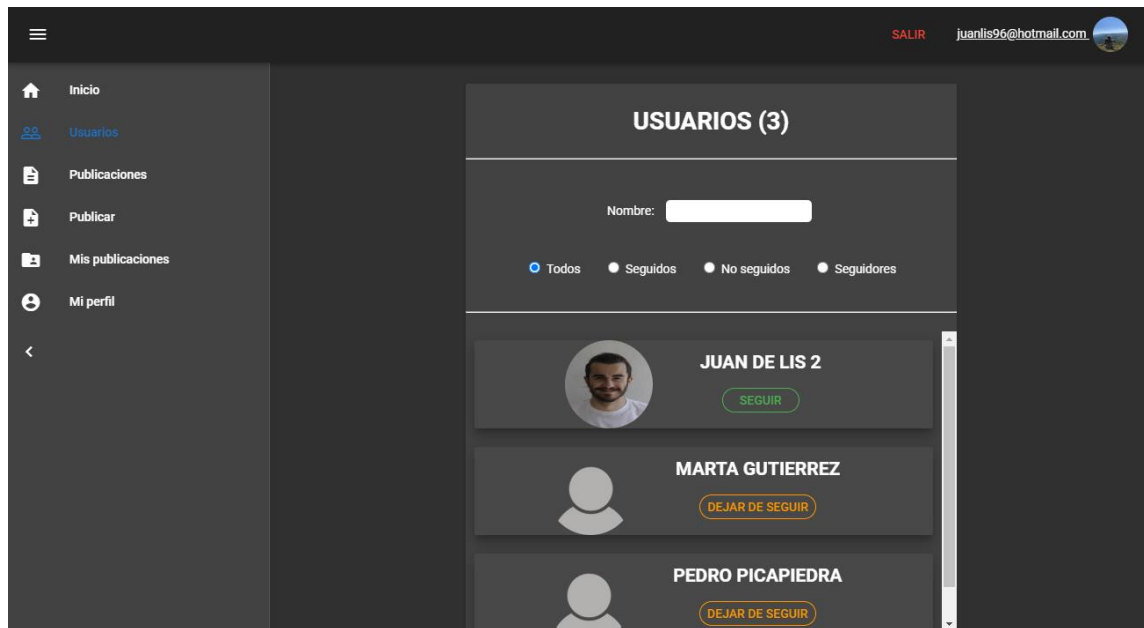 SALIR juanlis96@hotmail.com
Inicio
Usuarios
Publicaciones
Publicar
Mis publicaciones
Mi perfil
USUARIOS (3)
Nombre:
Todos Seguidos No seguidos Seguidores
JUAN DE LIS 2
SEGUIR
MARTA GUTIERREZ
DEJAR DE SEGUIR
PEDRO PICAPIEDRA
DEJAR DE SEGUIR